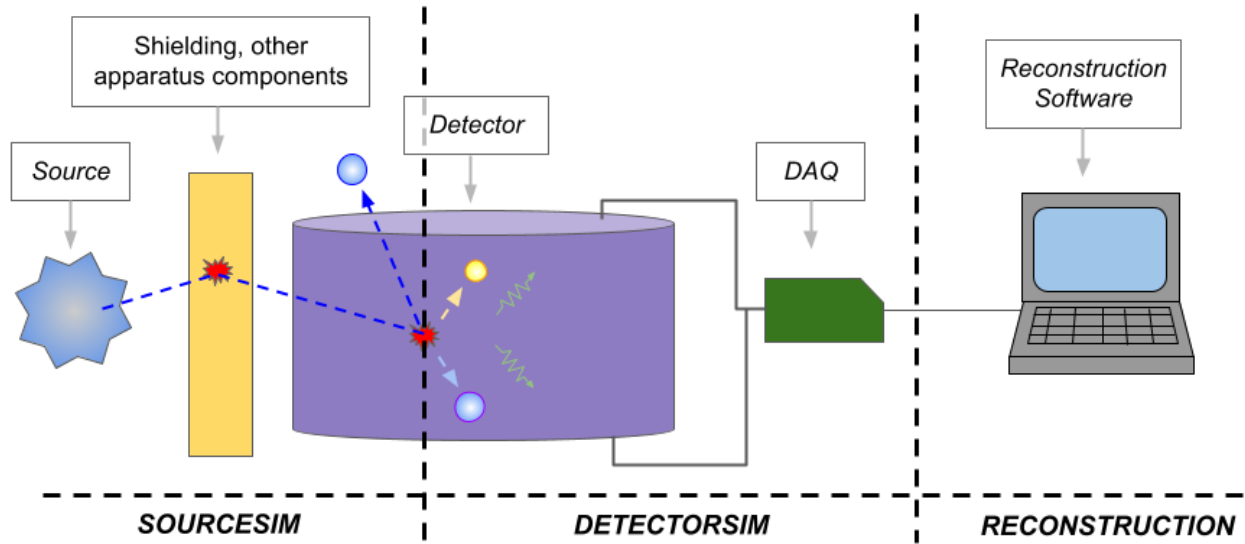 Shielding, other
apparatus components
Source
Detector
DAQ
Reconstruction
Software
SOURCESIM
DETECTORSIM
RECONSTRUCTION